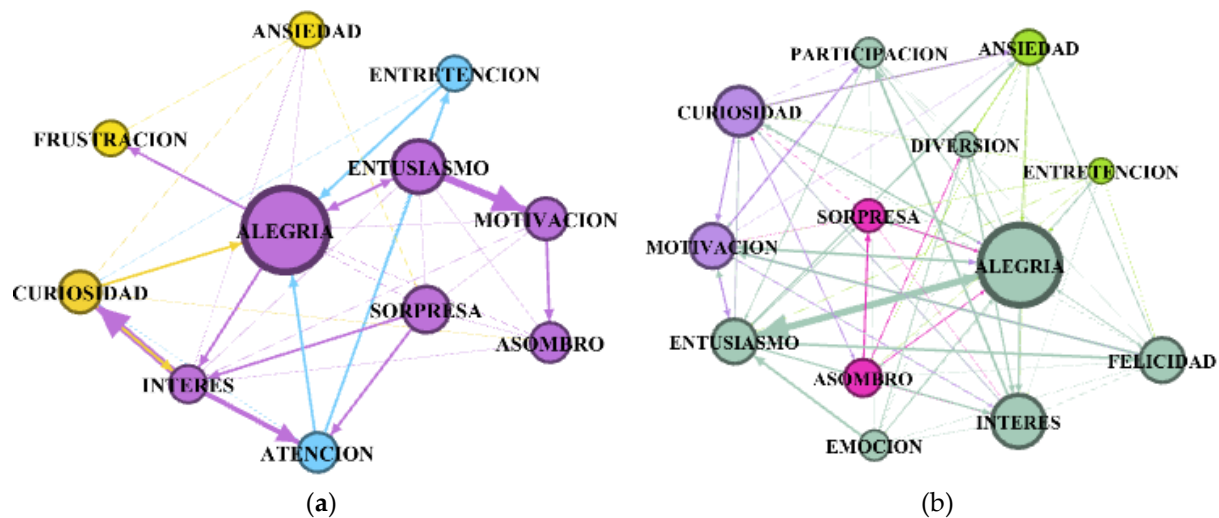 ANSIEDAD
ENTRETENCION
FRUSTRACION
ENTUSIASMO
MOTIVACION
ALEGRIA
CURIOSIDAD
SORPRESA
ASOMBRO
INTERES
ATENCION
(a)
PARTICIPACION
ANSIEDAD
CURIOSIDAD
DIVERSION
ENTRETENCION
SORPRESA
MOTIVACION
ALEGRIA
ENTUSIASMO
FELICIDAD
ASOMBRO
INTERES
EMOCION
(b)